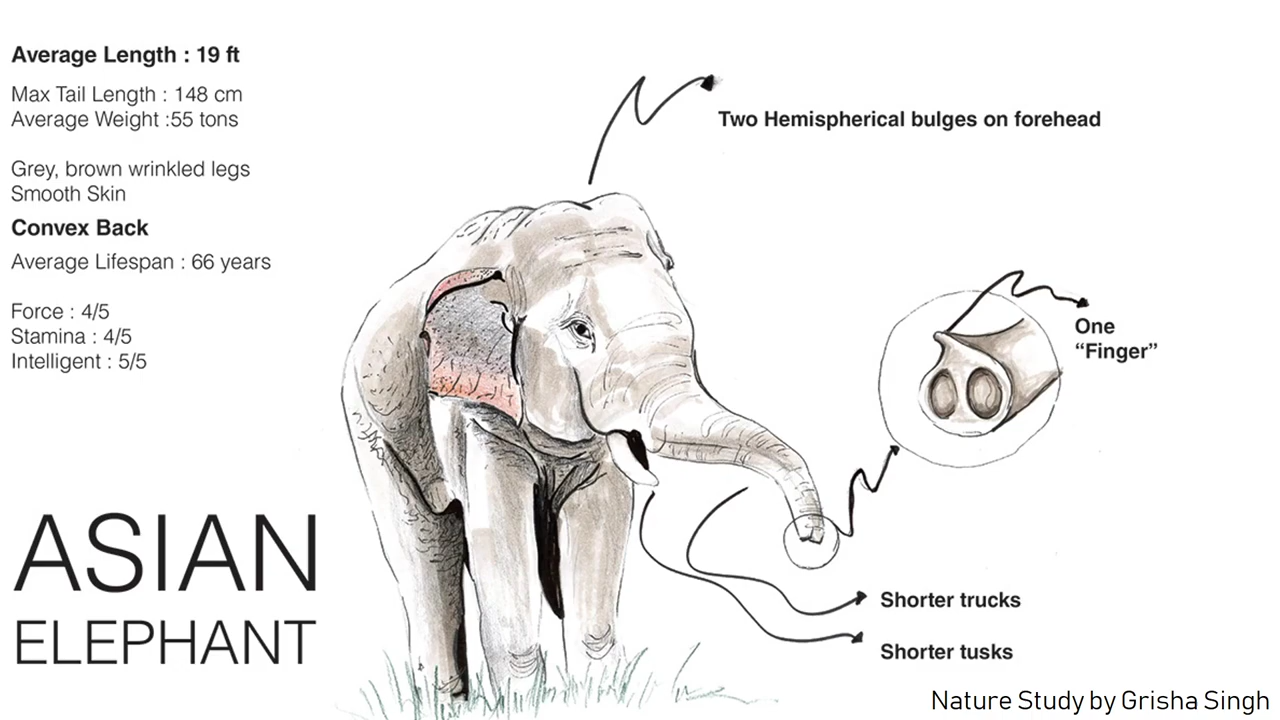 Average Length : 19 ft
Max Tail Length : 148 cm
Average Weight :55 tons
Grey, brown wrinkled legs
Smooth Skin
Convex Back
Average Lifespan : 66 years
Force : 4/5
Stamina : 4/5
Intelligent : 5/5
ASIAN
ELEPHANT
Two Hemispherical bulges on forehead
One
“Finger”
Shorter trucks
Shorter tusks
Nature Study by Grisha Singh